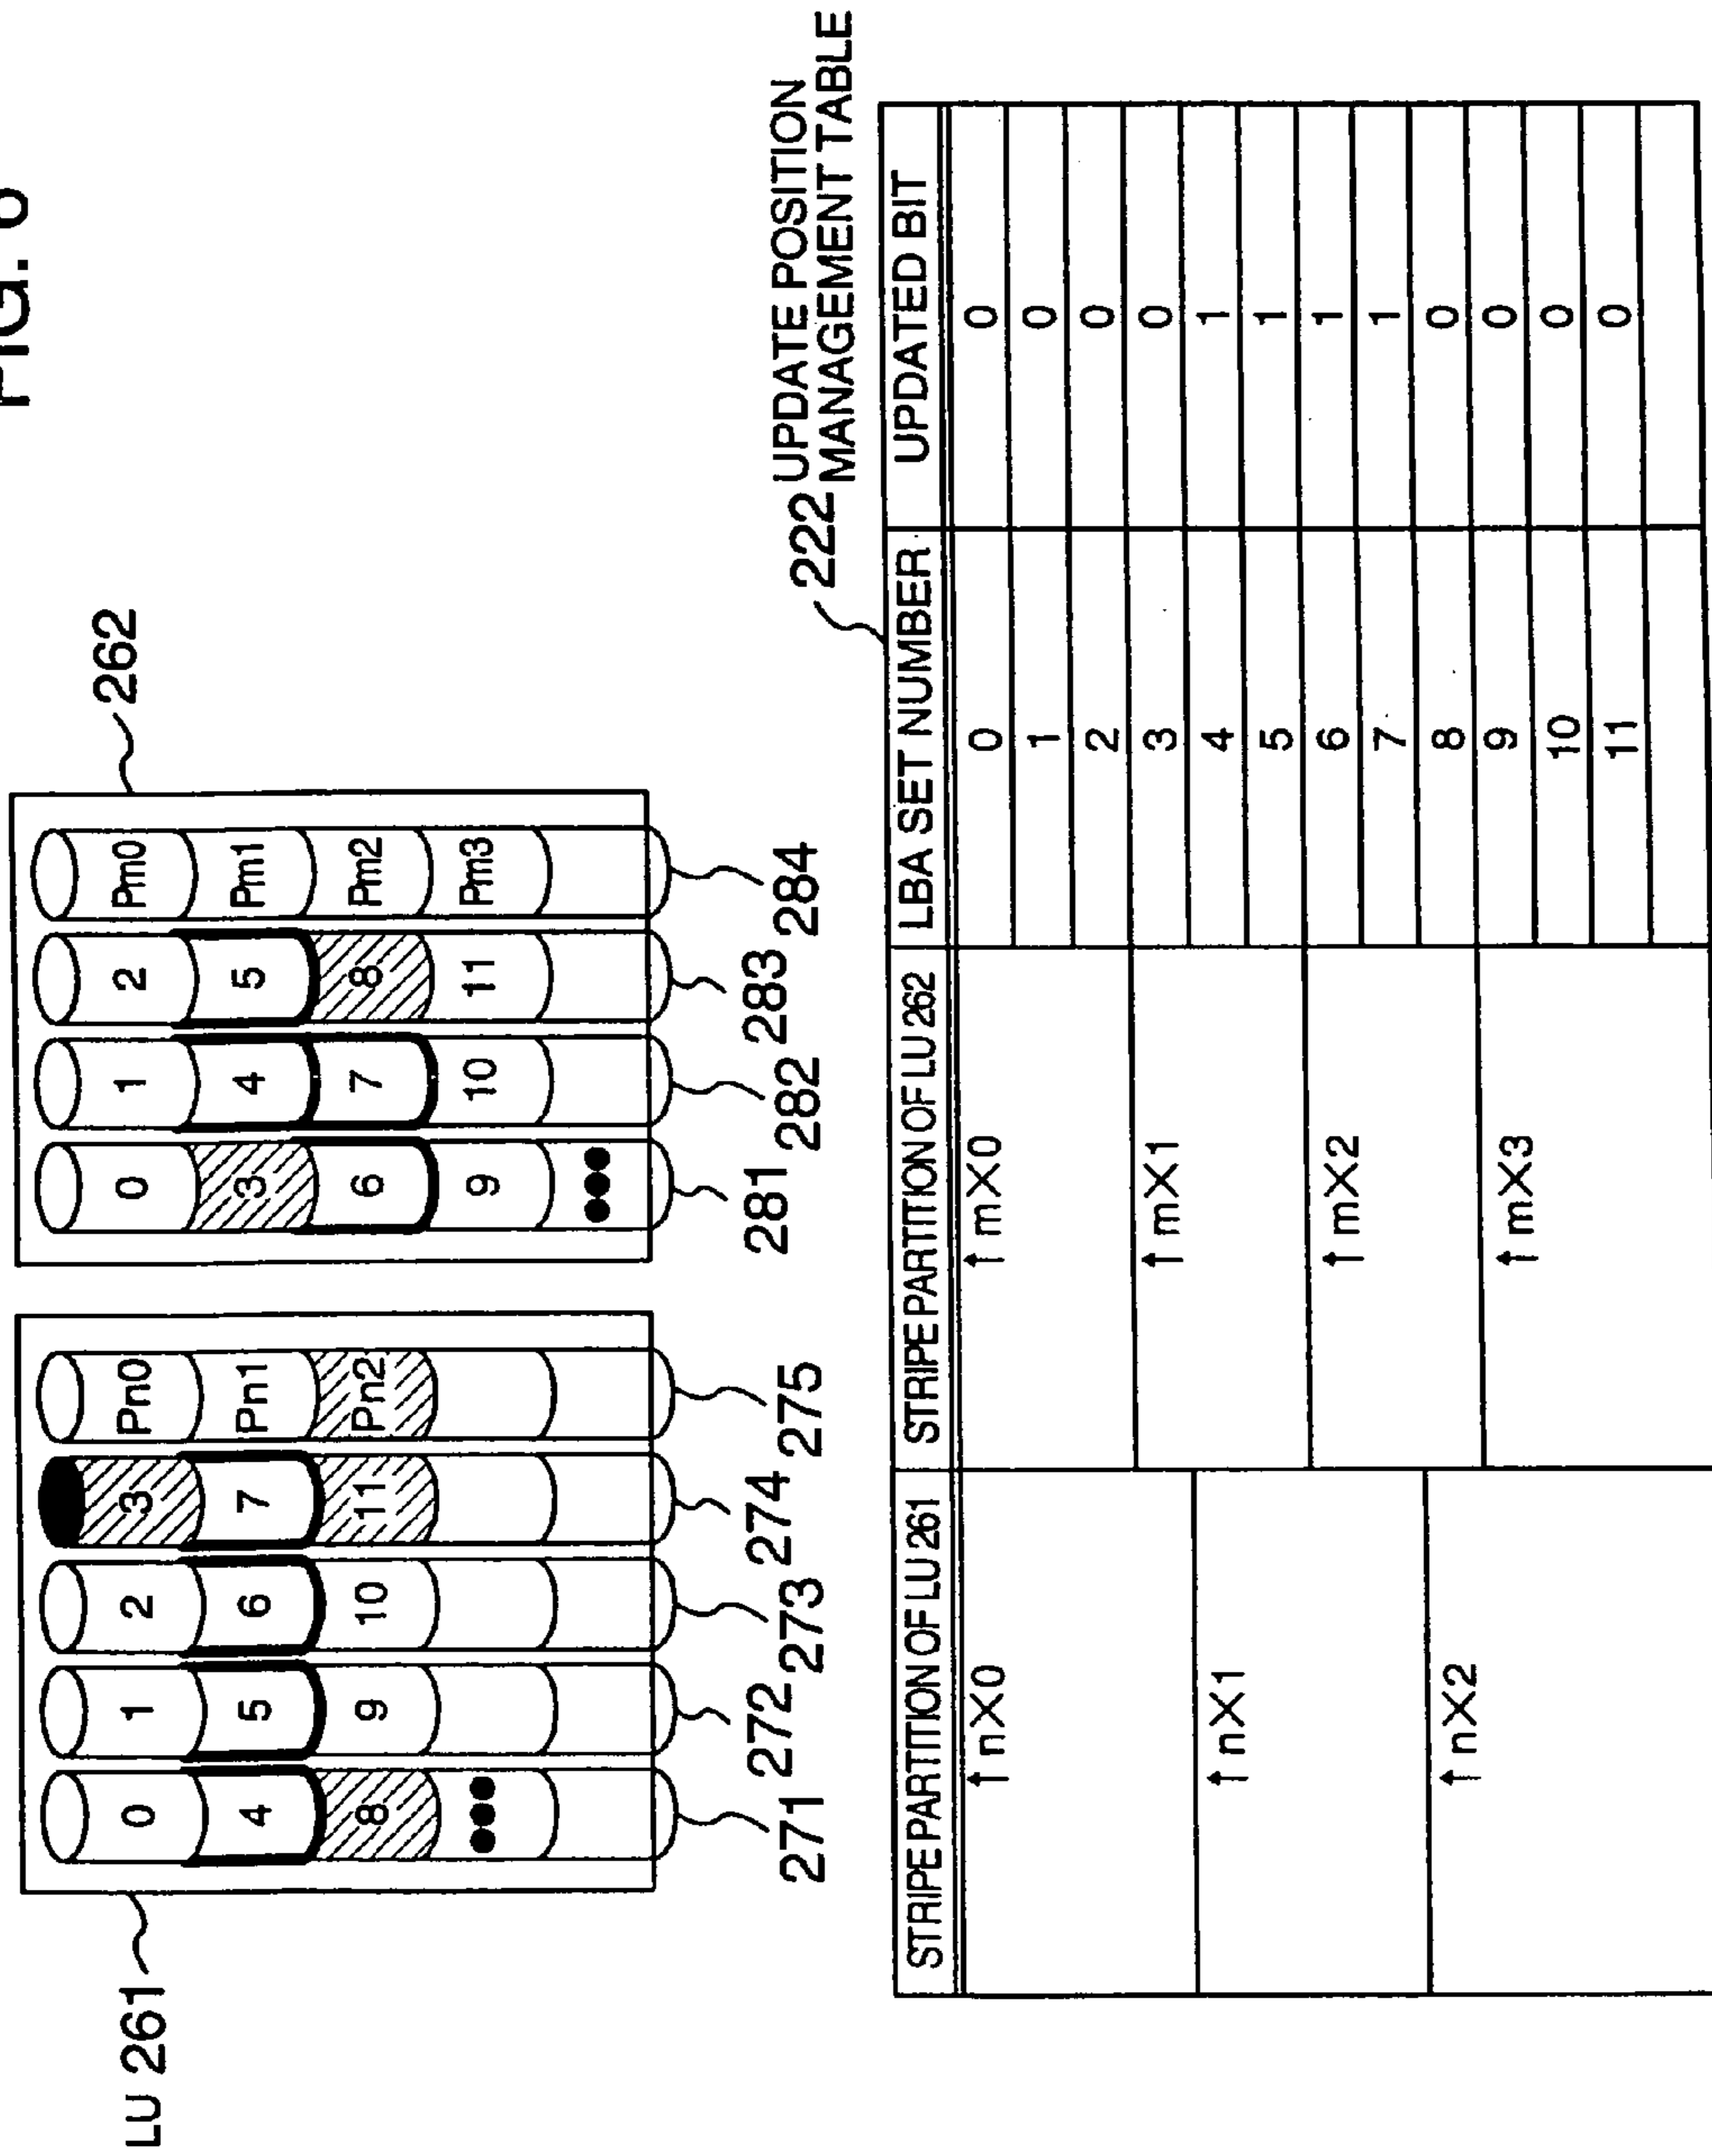 FIG.
LU 261
262
0 1 2 3 Pn0
4 5 6 7 Pn1
8 9 10 11 Pn2
271 272 273 274 275
0 1 2 Pm0
3 4 5 Pm1
6 7 8 Pm2
9 10 11 Pm3
281 282 283 284
222 UPDATE POSITION
MANAGEMENT TABLE
STRIPE PARTITION OF LU 261 STRIPE PARTITION OF LU 262 LBA SET NUMBER UPDATED BIT
↑nX0 ↑mX0 0 0
1 0
2 0
↑mX1 3 0
↑nX1 4 1
5 1
↑mX2 6 1
7 1
↑nX2 8 0
↑mX3 9 0
10 0
11 0